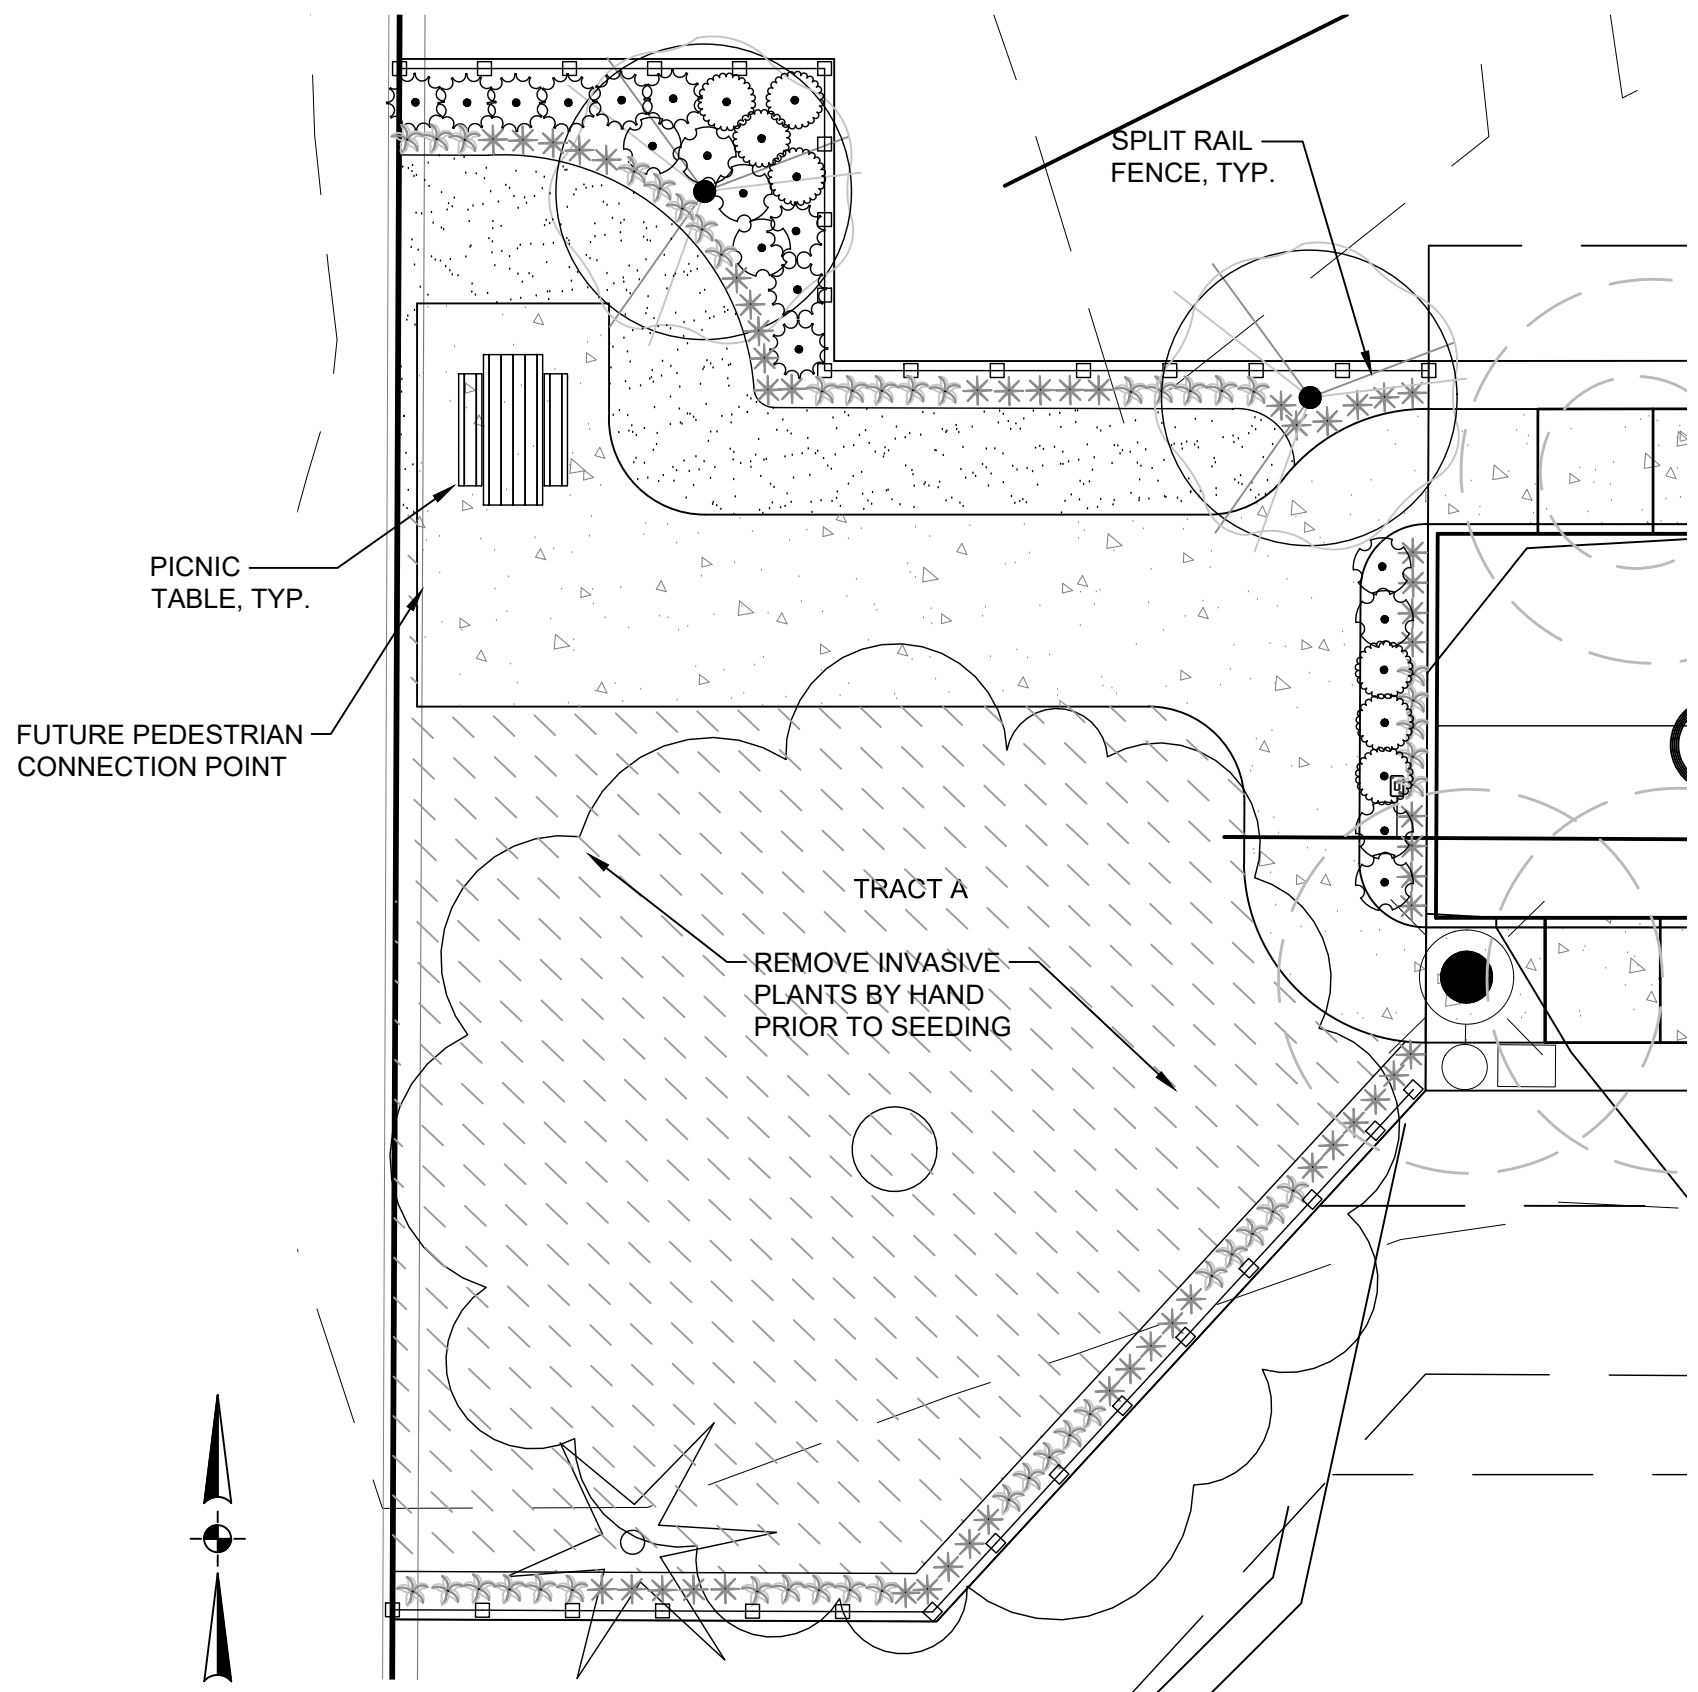 SPLIT RAIL
FENCE, TYP.
PICNIC
TABLE, TYP.
FUTURE PEDESTRIAN
CONNECTION POINT
TRACT A
REMOVE INVASIVE
PLANTS BY HAND
PRIOR TO SEEDING